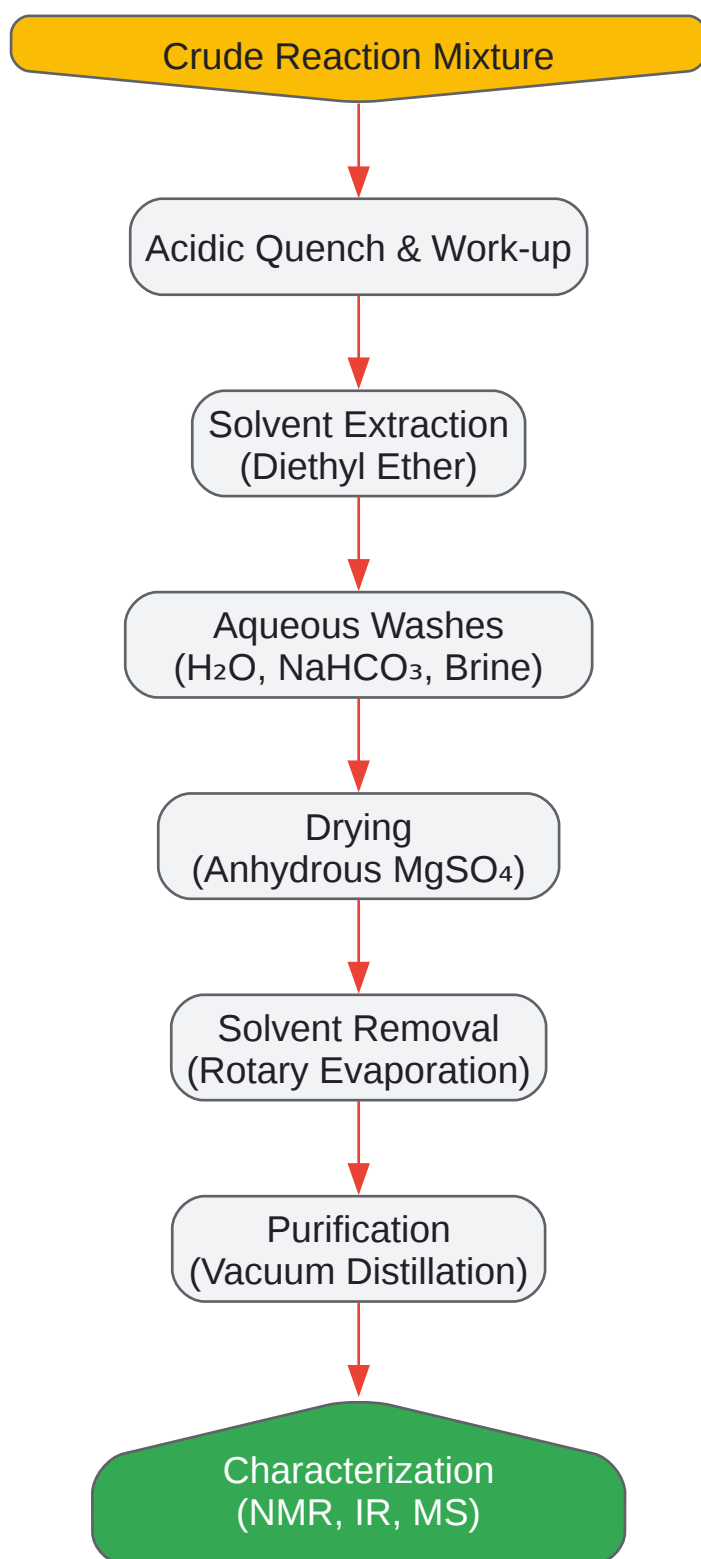 Crude Reaction Mixture
Acidic Quench & Work-up
Solvent Extraction
(Diethyl Ether)
Aqueous Washes
(H₂O, NaHCO₃, Brine)
Drying
(Anhydrous MgSO₄)
Solvent Removal
(Rotary Evaporation)
Purification
(Vacuum Distillation)
Characterization
(NMR, IR, MS)